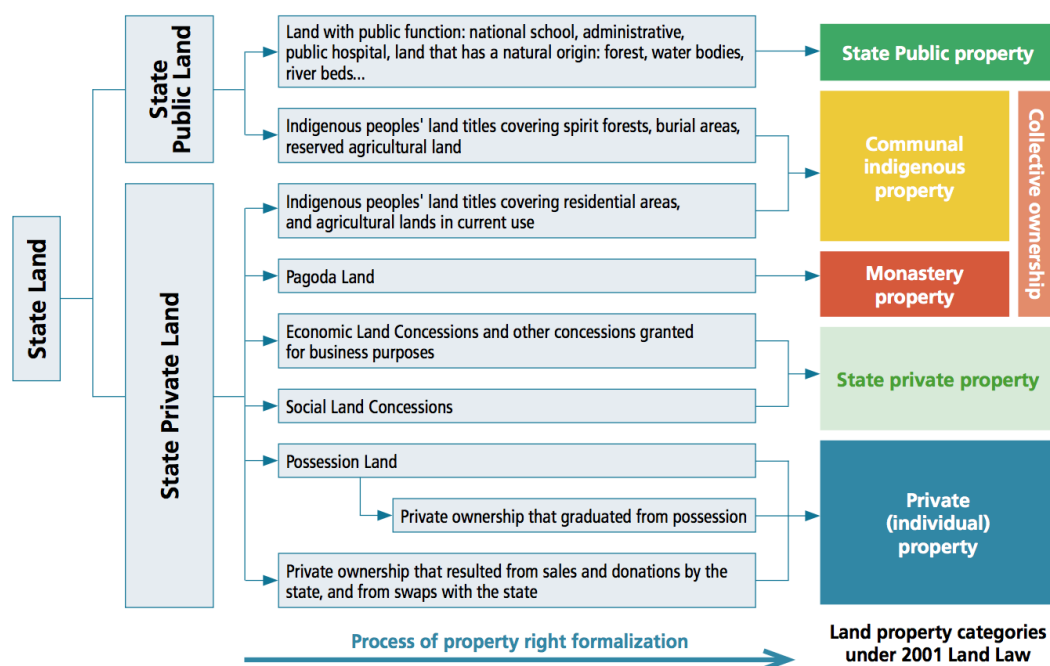 State Land
State
Public Land
State Private Land
Land with public function: national school, administrative,
public hospital, land that has a natural origin: forest, water bodies,
river beds...
Indigenous peoples' land titles covering spirit forests, burial areas,
reserved agricultural land
Indigenous peoples' land titles covering residential areas,
and agricultural lands in current use
Pagoda Land
Economic Land Concessions and other concessions granted
for business purposes
Social Land Concessions
Possession Land
Private ownership that graduated from possession
Private ownership that resulted from sales and donations by the
state, and from swaps with the state
State Public property
Communal
indigenous
property
Collective ownership
Monastery
property
State private property
Private
(individual)
property
Process of property right formalization
Land property categories
under 2001 Land Law